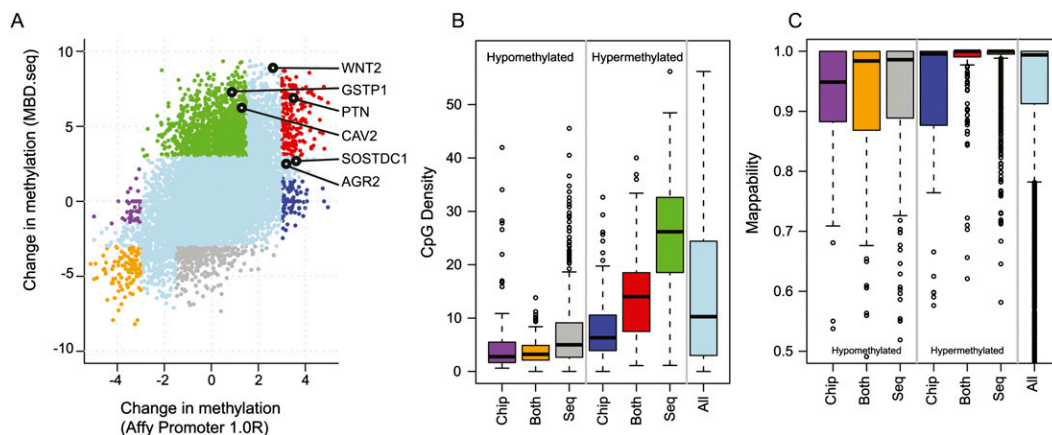 A
Change in methylation (MBD.seq)
10
5
0
-5
-10
-4
-2
0
2
4
Change in methylation
(Affy Promoter 1.0R)
WNT2
GSTP1
PTN
CAV2
SOSTDC1
AGR2
B
CpG Density
50
40
30
20
10
0
Hypomethylated
Hypermethylated
Chip
Both
Seq
Chip
Both
Seq
All
C
Mappability
1.0
0.9
0.8
0.7
0.6
0.5
Hypomethylated
Hypermethylated
Chip
Both
Seq
Chip
Both
Seq
All